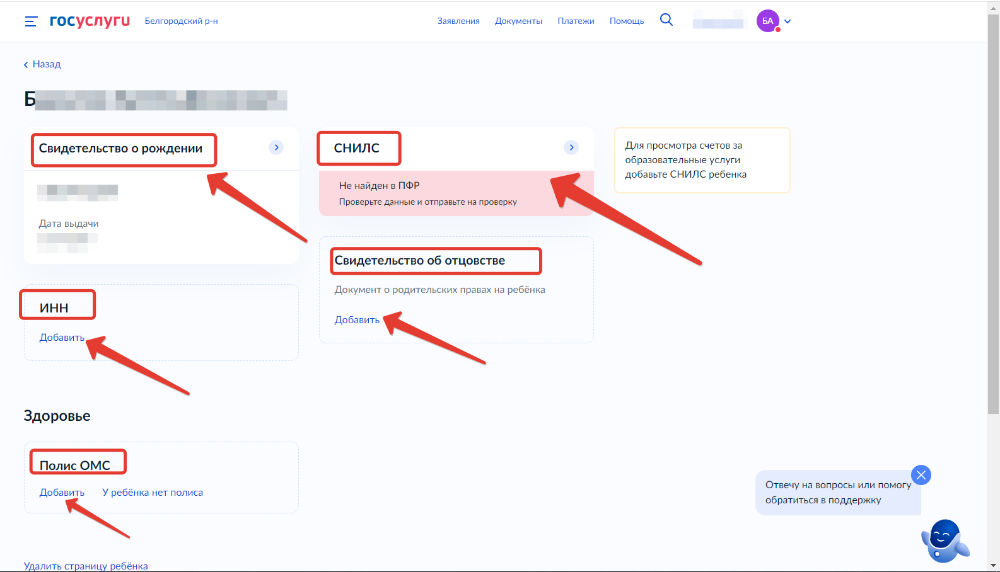 госуслуги
Белгородский р-н
Заявления
Документы
Платежи
Помощь
БА
Назад
Б
Свидетельство о рождении
Дата выдачи
СНИЛС
Не найден в ПФР
Проверьте данные и отправьте на проверку
Для просмотра счетов за
образовательные услуги
добавьте СНИЛС ребенка
Свидетельство об отцовстве
Документ о родительских правах на ребёнка
Добавить
ИНН
Добавить
Здоровье
Полис ОМС
Добавить
У ребёнка нет полиса
Отвечу на вопросы или помогу
обратиться в поддержку
Удалить страницу ребёнка